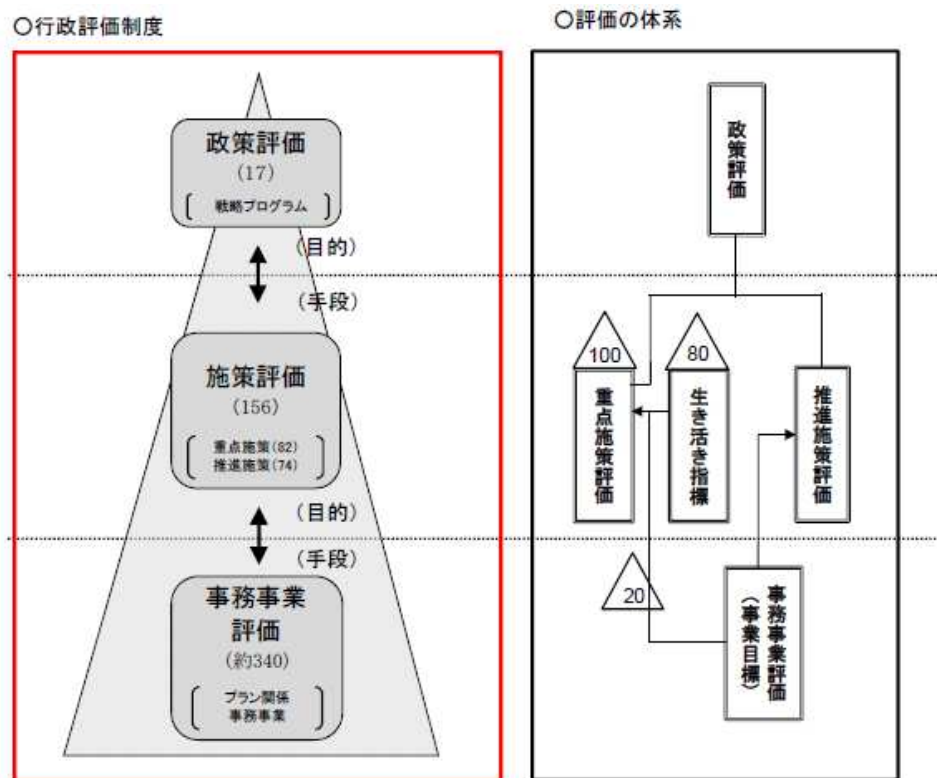 ○行政評価制度
政策評価
(17)
戦略プログラム
(目的)
(手段)
施策評価
(156)
重点施策(82)
推進施策(74)
(目的)
(手段)
事務事業
評価
(約340)
プラン関係
事務事業
○評価の体系
政策評価
100
80
重点施策評価
生き活き指標
推進施策評価
20
事務事業評価
(事業目標)